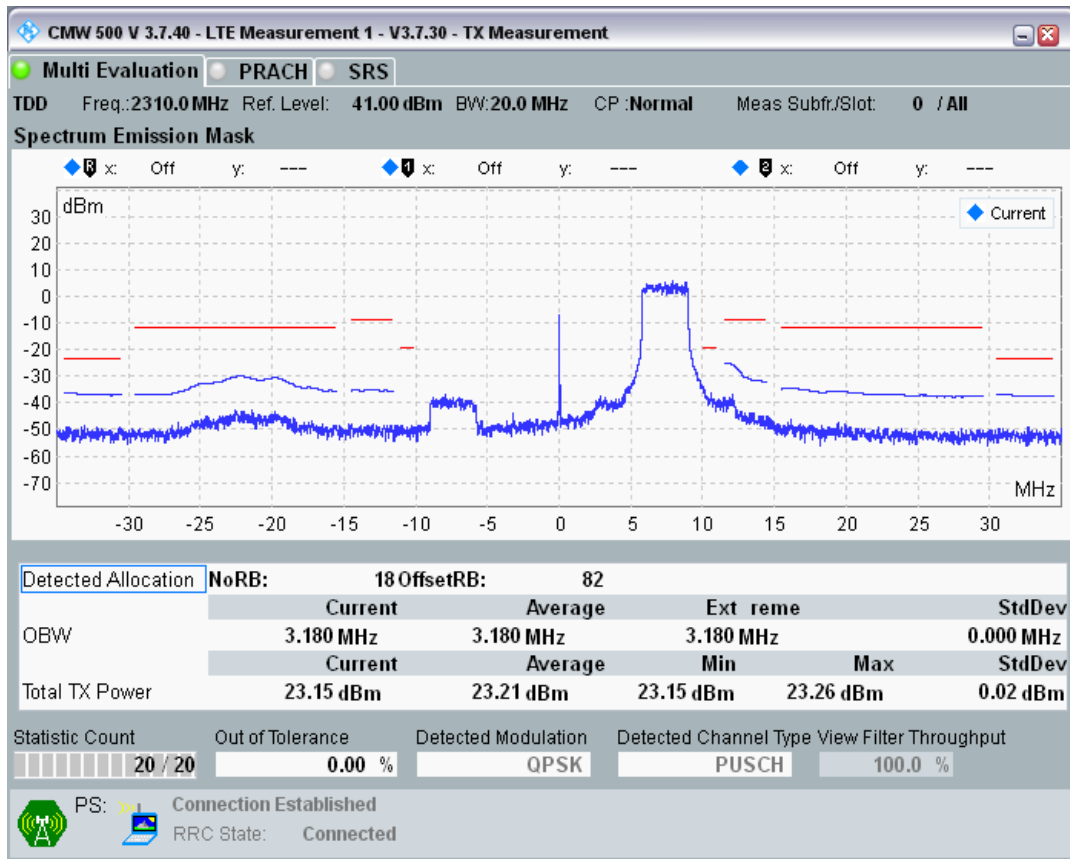 CMW 500 V 3.7.40 - LTE Measurement 1 - V3.7.30 - TX Measurement
Multi Evaluation PRACH SRS
TDD Freq.:2310.0 MHz Ref. Level: 41.00 dBm BW:20.0 MHz CP :Normal Meas Subfr./Slot: 0 / All
Spectrum Emission Mask
R x: Off y: --- 1 x: Off y: --- 2 x: Off y: ---
dBm
Current
30
20
10
0
-10
-20
-30
-40
-50
-60
-70
MHz
-30 -25 -20 -15 -10 -5 0 5 10 15 20 25 30
Detected Allocation NoRB: 18 OffsetRB: 82
Current Average Ext reme StdDev
OBW 3.180 MHz 3.180 MHz 3.180 MHz 0.000 MHz
Current Average Min Max StdDev
Total TX Power 23.15 dBm 23.21 dBm 23.15 dBm 23.26 dBm 0.02 dBm
Statistic Count Out of Tolerance Detected Modulation Detected Channel Type View Filter Throughput
20 / 20 0.00 % QPSK PUSCH 100.0 %
PS: Connection Established
RRC State: Connected